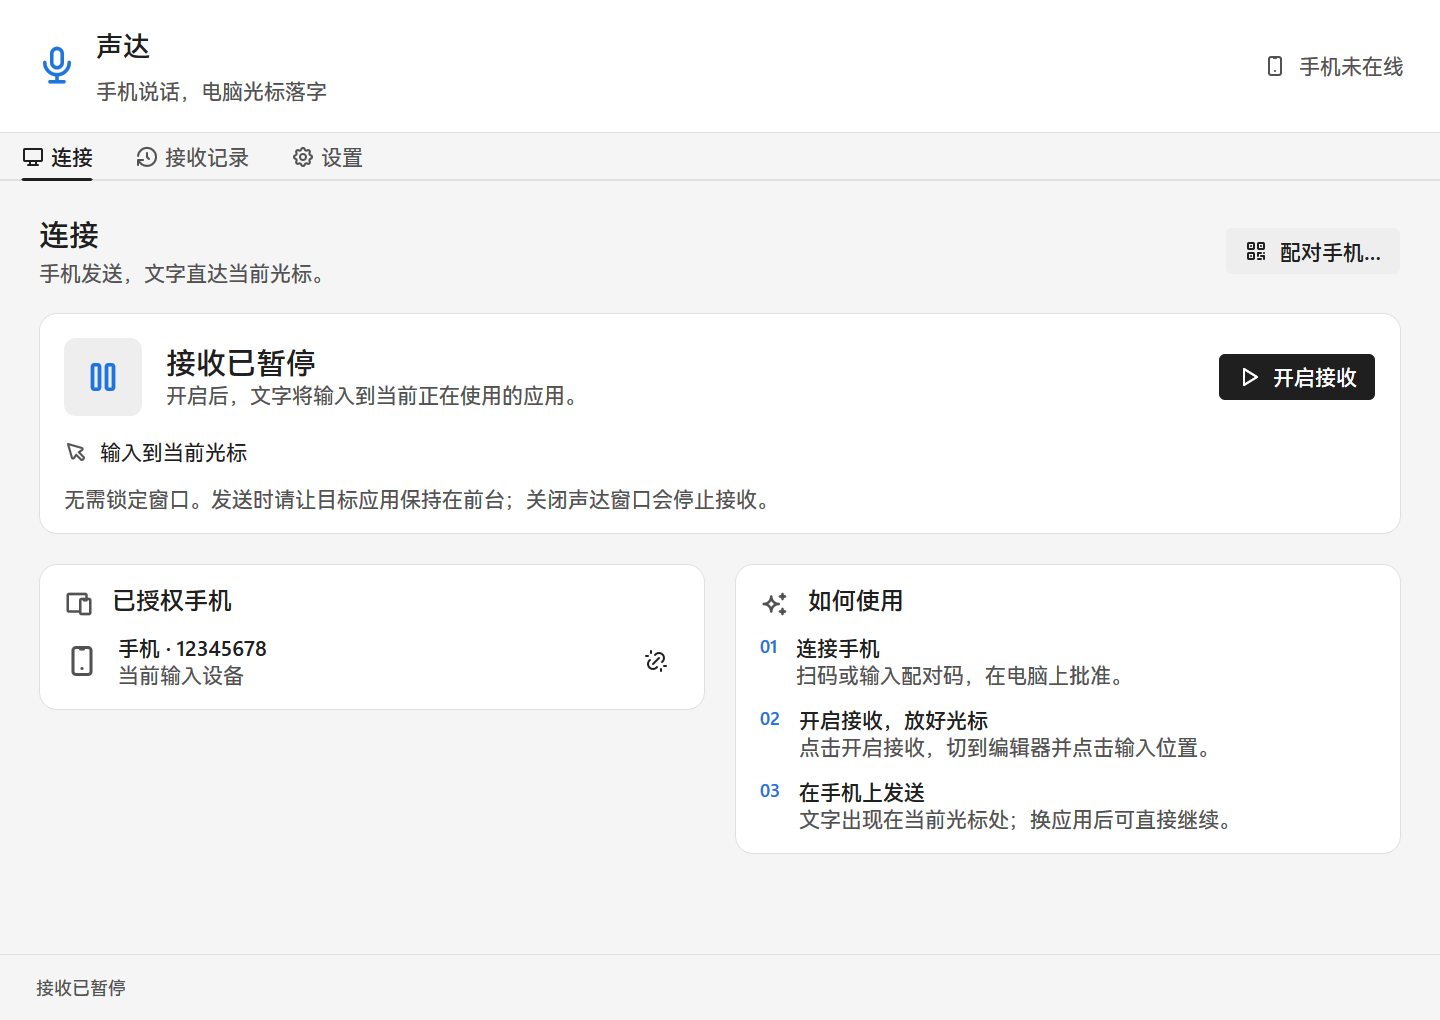 声达
手机说话，电脑光标落字
手机未在线
连接
接收记录
设置
连接
手机发送，文字直达当前光标。
配对手机...
接收已暂停
开启后，文字将输入到当前正在使用的应用。
开启接收
输入到当前光标
无需锁定窗口。发送时请让目标应用保持在前台；关闭声达窗口会停止接收。
已授权手机
手机 · 12345678
当前输入设备
如何使用
01 连接手机
扫码或输入配对码，在电脑上批准。
02 开启接收，放好光标
点击开启接收，切到编辑器并点击输入位置。
03 在手机上发送
文字出现在当前光标处；换应用后可直接继续。
接收已暂停